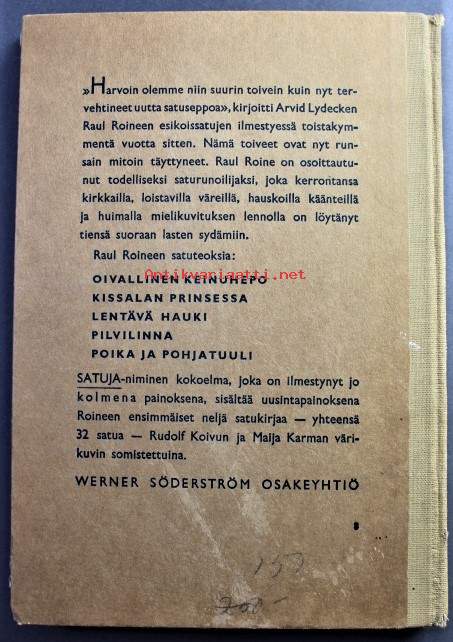 »Harvoin olemme niin suurin toivein kuin nyt ter-
vehtineet uutta satuseppoa», kirjoitti Arvid Lydecken
Raul Roineen esikoissatujen ilmestyessä toistakym-
mentä vuotta sitten. Nämä toiveet ovat nyt run-
sain mitoin täyttyneet. Raul Roine on osoittautu-
nut todelliseksi saturunoilijaksi, joka kerrontansa
kirkkailla, loistavilla väreillä, hauskoilla käänteillä
ja huimalla mielikuvituksen lennolla on löytänyt
tiensä suoraan lasten sydämiin.
Raul Roineen satuteoksia:
Antikvariaatti.net
OIVALLINEN KEINUHEPO
KISSALAN PRINSESSA
LENTÄVÄ HAUKI
PILVILINNA
POIKA JA POHJATUULI
SATUJA-niminen kokoelma, joka on ilmestynyt jo
kolmena painoksena, sisältää uusintapainoksena
Roineen ensimmäiset neljä satukirjaa — yhteensä
32 satua — Rudolf Koivun ja Maija Karman väri-
kuvin somistettuina.
WERNER SÖDERSTRÖM OSAKEYHTIÖ
8
150
200-